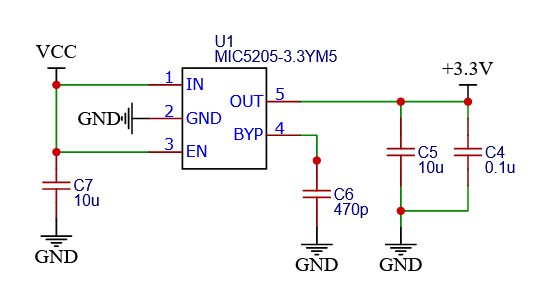 U1
MIC5205-3.3YM5
VCC
+3.3V
1 IN
OUT 5
GND 2 GND
BYP 4
3 EN
C5
10u
C4
0.1u
C7
10u
C6
470p
GND
GND
GND